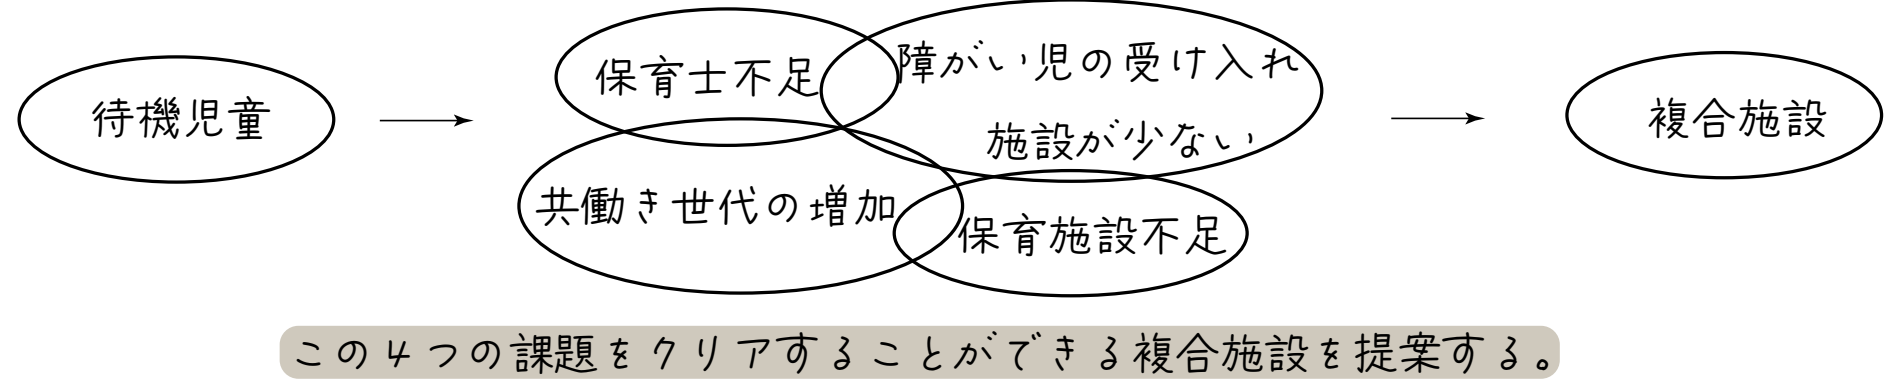 待機児童
保育士不足
障がい児の受け入れ
施設が少ない
共働き世代の増加
保育施設不足
複合施設
この4つの課題をクリアすることができる複合施設を提案する。